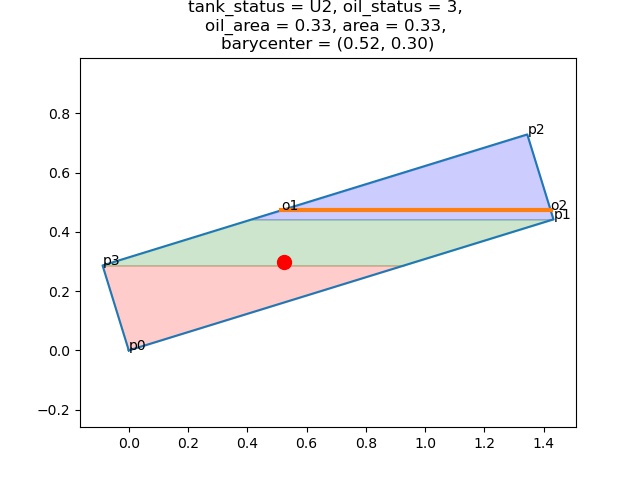 tank_status = U2, oil_status = 3,
oil_area = 0.33, area = 0.33,
barycenter = (0.52, 0.30)
0.8
p2
0.6
o1
o2
p1
0.4
p3
0.2
p0
0.0
−0.2
0.0 0.2 0.4 0.6 0.8 1.0 1.2 1.4